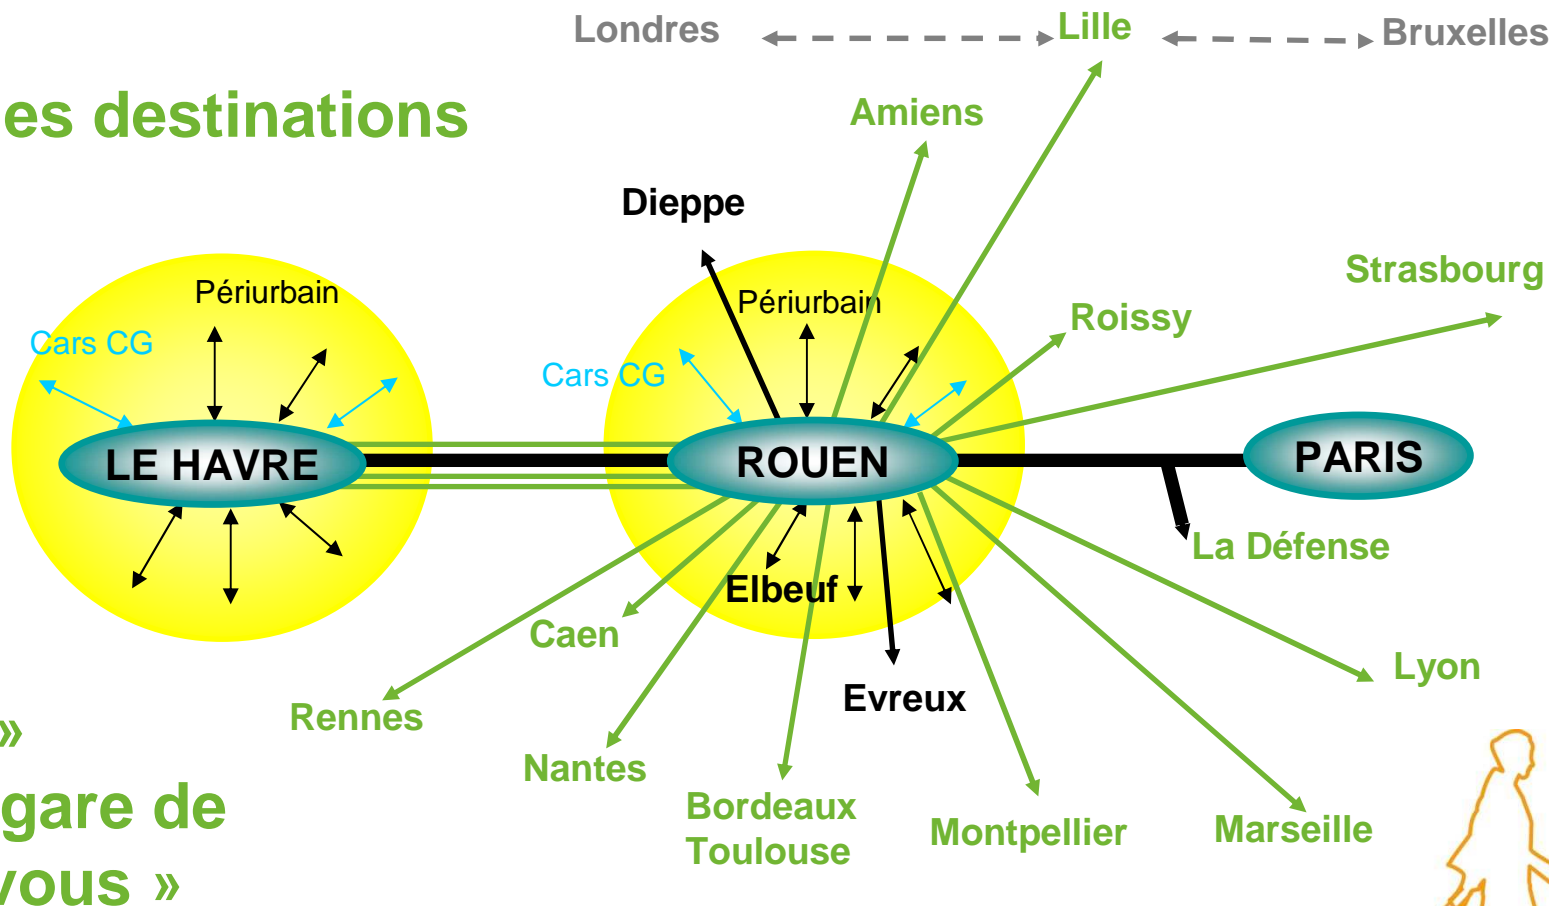 Londres
Lille
Bruxelles
es destinations
Amiens
Dieppe
Strasbourg
Périurbain
Périurbain
Roissy
Cars CG
Cars CG
LE HAVRE
ROUEN
PARIS
La Défense
Elbeuf
Caen
Lyon
Evreux
Rennes
»
Nantes
gare de
Bordeaux
Toulouse
Montpellier
Marseille
vous »